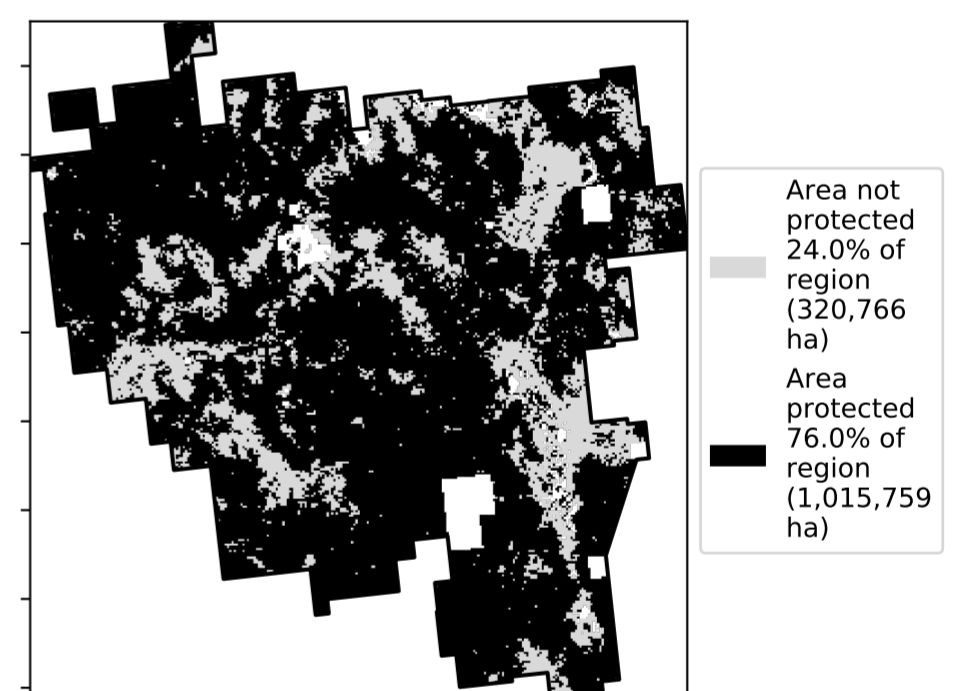 Area not
protected
24.0% of
region
(320,766
ha)
Area
protected
76.0% of
region
(1,015,759
ha)